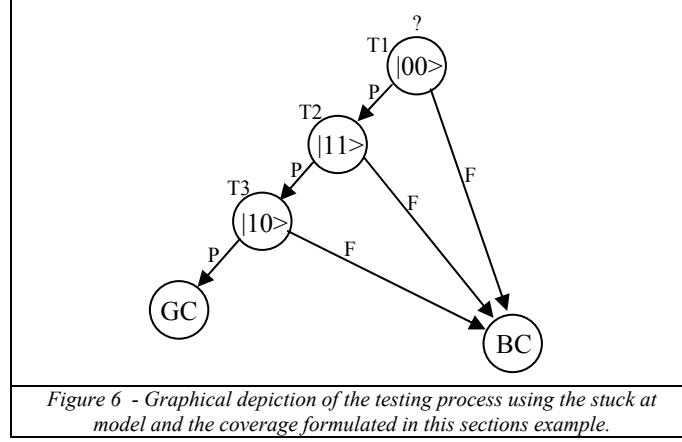 ?
T1
|00>
P
T2
|11>
F
P
T3
F
|10>
F
P
GC
BC
Figure 6 - Graphical depiction of the testing process using the stuck at
model and the coverage formulated in this sections example.